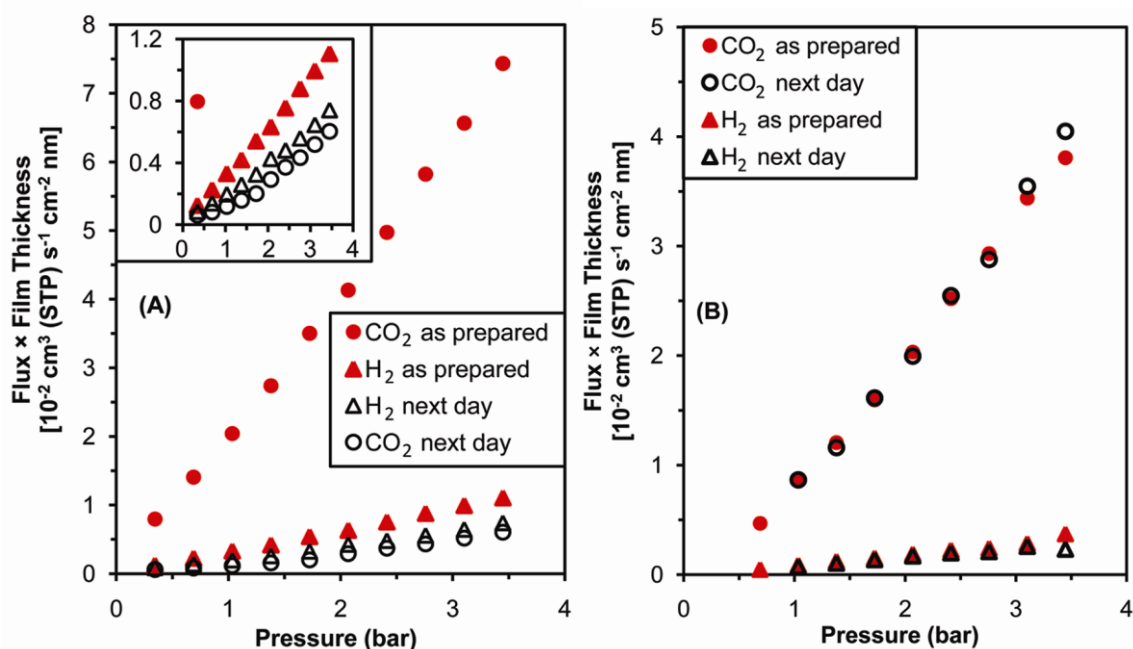 8
7
6
5
4
3
2
1
0
0
1
2
3
4
Flux × Film Thickness
[10⁻² cm³ (STP) s⁻¹ cm⁻² nm]
Pressure (bar)
1.2
0.8
0.4
0
0
1
2
3
4
(A)
CO₂ as prepared
H₂ as prepared
H₂ next day
CO₂ next day
5
4
3
2
1
0
0
1
2
3
4
Flux × Film Thickness
[10⁻² cm³ (STP) s⁻¹ cm⁻² nm]
Pressure (bar)
CO₂ as prepared
CO₂ next day
H₂ as prepared
H₂ next day
(B)